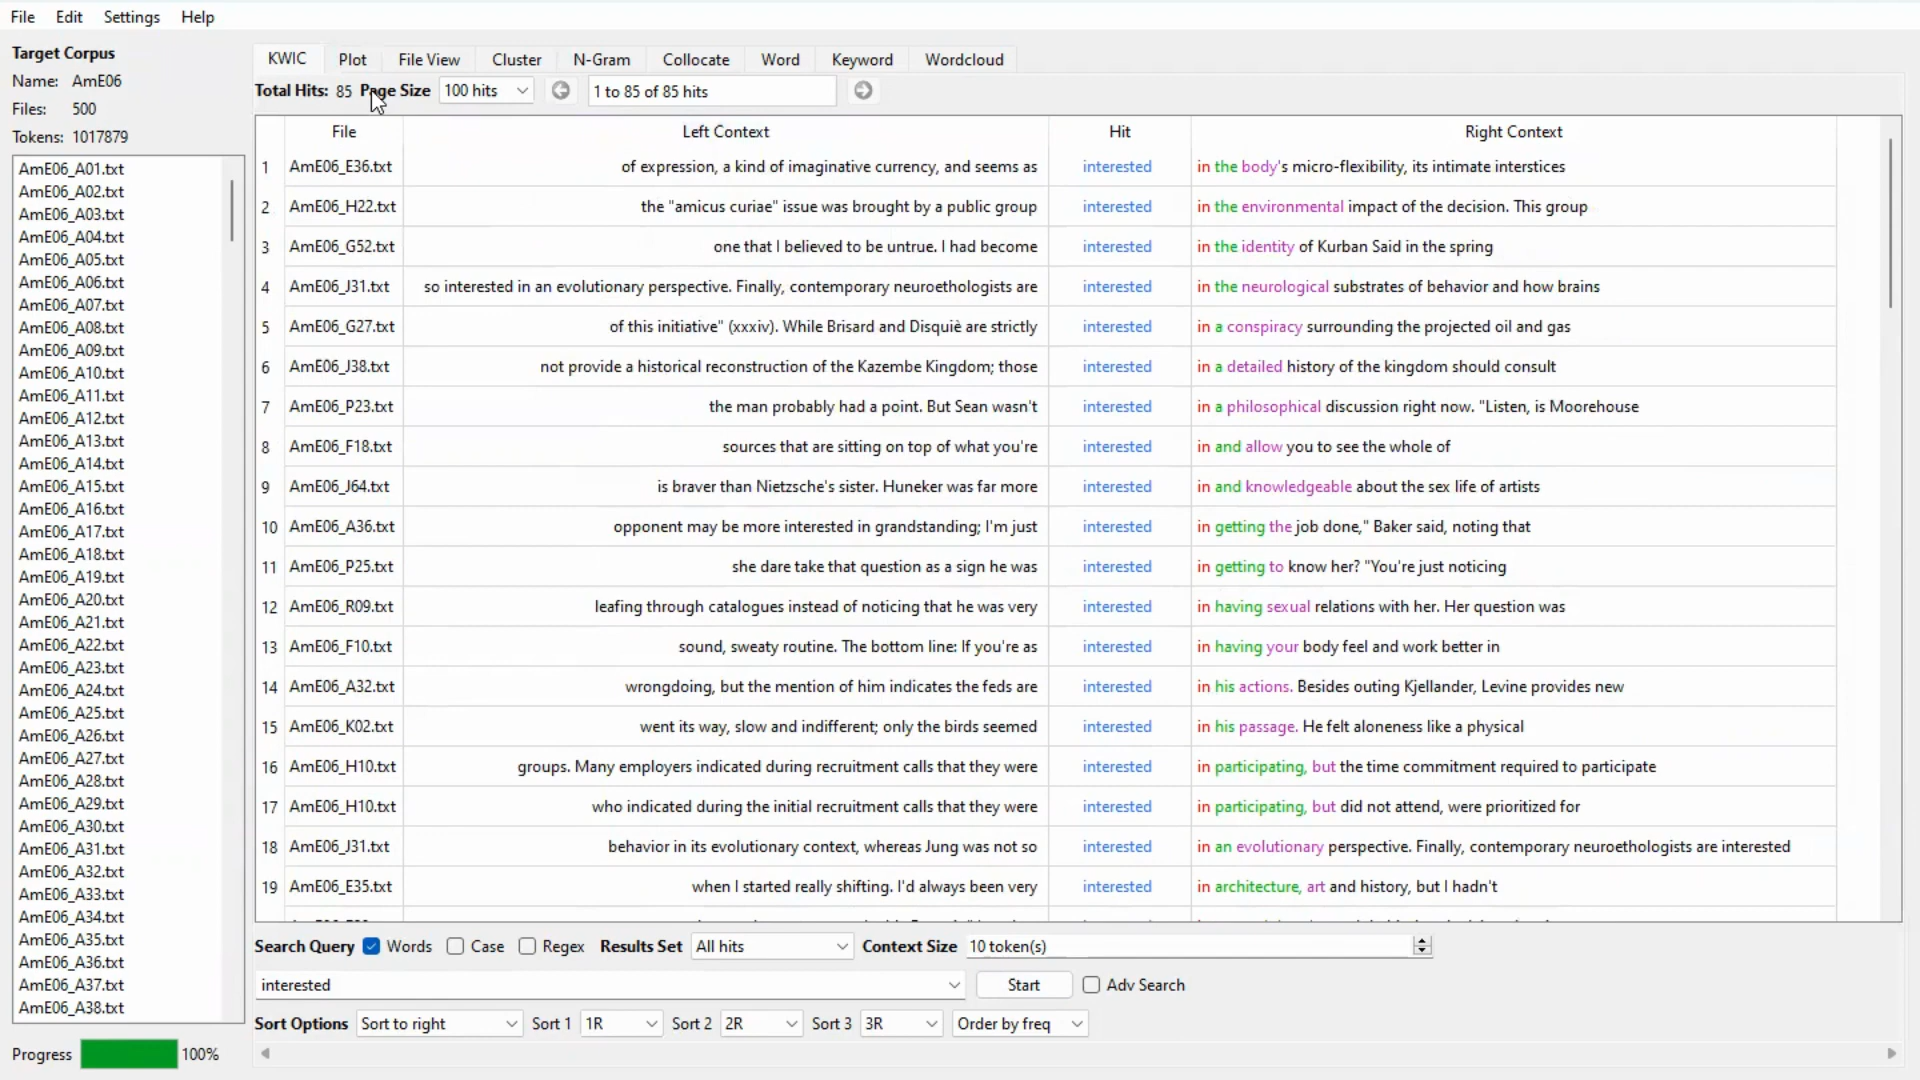 File Edit Settings Help
Target Corpus
Name: AmE06
Files: 500
Tokens: 1017879
AmE06_A01.txt
AmE06_A02.txt
AmE06_A03.txt
AmE06_A04.txt
AmE06_A05.txt
AmE06_A06.txt
AmE06_A07.txt
AmE06_A08.txt
AmE06_A09.txt
AmE06_A10.txt
AmE06_A11.txt
AmE06_A12.txt
AmE06_A13.txt
AmE06_A14.txt
AmE06_A15.txt
AmE06_A16.txt
AmE06_A17.txt
AmE06_A18.txt
AmE06_A19.txt
AmE06_A20.txt
AmE06_A21.txt
AmE06_A22.txt
AmE06_A23.txt
AmE06_A24.txt
AmE06_A25.txt
AmE06_A26.txt
AmE06_A27.txt
AmE06_A28.txt
AmE06_A29.txt
AmE06_A30.txt
AmE06_A31.txt
AmE06_A32.txt
AmE06_A33.txt
AmE06_A34.txt
AmE06_A35.txt
AmE06_A36.txt
AmE06_A37.txt
AmE06_A38.txt
Progress 100%
KWIC Plot File View Cluster N-Gram Collocate Word Keyword Wordcloud
Total Hits: 85 Page Size 100 hits 1 to 85 of 85 hits
File Left Context Hit Right Context
1 AmE06_E36.txt of expression, a kind of imaginative currency, and seems as interested in the body's micro-flexibility, its intimate interstices
2 AmE06_H22.txt the "amicus curiae" issue was brought by a public group interested in the environmental impact of the decision. This group
3 AmE06_G52.txt one that I believed to be untrue. I had become interested in the identity of Kurban Said in the spring
4 AmE06_J31.txt so interested in an evolutionary perspective. Finally, contemporary neuroethologists are interested in the neurological substrates of behavior and how brains
5 AmE06_G27.txt of this initiative" (xxxiv). While Brisard and Disquiè are strictly interested in a conspiracy surrounding the projected oil and gas
6 AmE06_J38.txt not provide a historical reconstruction of the Kazembe Kingdom; those interested in a detailed history of the kingdom should consult
7 AmE06_P23.txt the man probably had a point. But Sean wasn't interested in a philosophical discussion right now. "Listen, is Moorehouse
8 AmE06_F18.txt sources that are sitting on top of what you're interested in and allow you to see the whole of
9 AmE06_J64.txt is braver than Nietzsche's sister. Huneker was far more interested in and knowledgeable about the sex life of artists
10 AmE06_A36.txt opponent may be more interested in grandstanding; I'm just interested in getting the job done," Baker said, noting that
11 AmE06_P25.txt she dare take that question as a sign he was interested in getting to know her? "You're just noticing
12 AmE06_R09.txt leafing through catalogues instead of noticing that he was very interested in having sexual relations with her. Her question was
13 AmE06_F10.txt sound, sweaty routine. The bottom line: If you're as interested in having your body feel and work better in
14 AmE06_A32.txt wrongdoing, but the mention of him indicates the feds are interested in his actions. Besides outing Kjellander, Levine provides new
15 AmE06_K02.txt went its way, slow and indifferent; only the birds seemed interested in his passage. He felt aloneness like a physical
16 AmE06_H10.txt groups. Many employers indicated during recruitment calls that they were interested in participating, but the time commitment required to participate
17 AmE06_H10.txt who indicated during the initial recruitment calls that they were interested in participating, but did not attend, were prioritized for
18 AmE06_J31.txt behavior in its evolutionary context, whereas Jung was not so interested in an evolutionary perspective. Finally, contemporary neuroethologists are interested
19 AmE06_E35.txt when I started really shifting. I'd always been very interested in architecture, art and history, but I hadn't
Search Query Words Case Regex Results Set All hits Context Size 10 token(s)
interested Start Adv Search
Sort Options Sort to right Sort 1 1R Sort 2 2R Sort 3 3R Order by freq